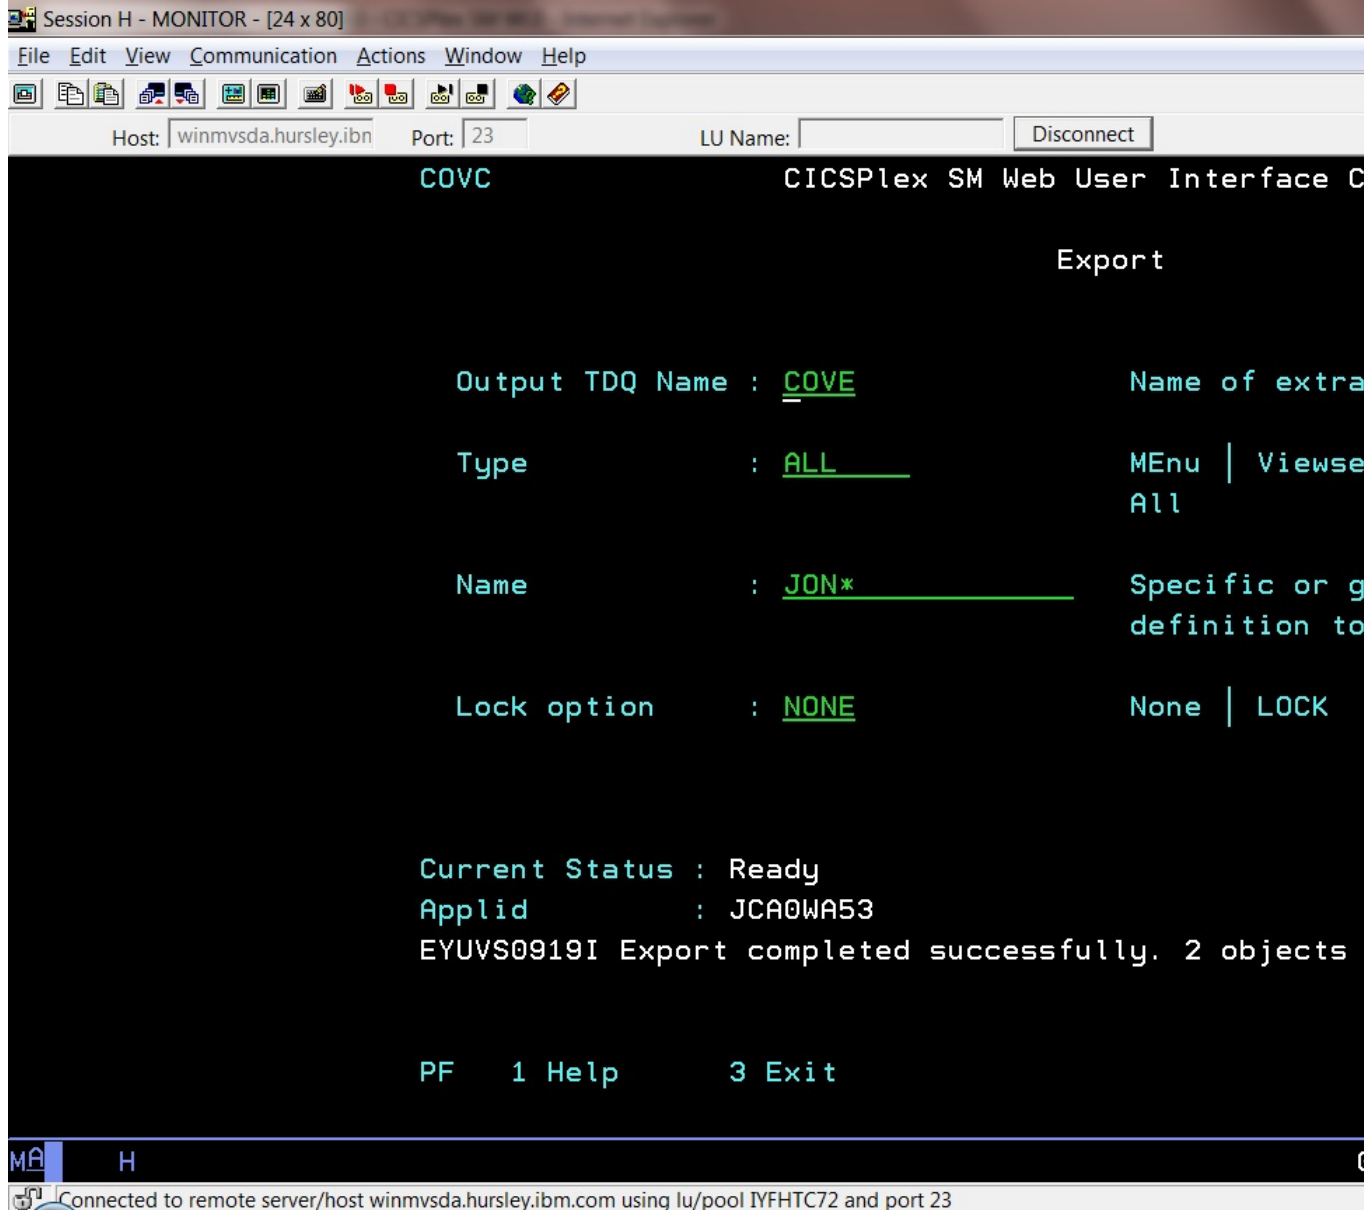 Session H - MONITOR - [24 x 80]
File Edit View Communication Actions Window Help
Host: winmvsda.hursley.ibn Port: 23 LU Name: Disconnect
COVC CICSPlex SM Web User Interface C
Export
Output TDQ Name : COVE Name of extra
Type : ALL MEnu | Viewse
All
Name : JON* Specific or g
definition to
Lock option : NONE None | LOCK
Current Status : Ready
Applid : JCA0WA53
EYUVS0919I Export completed successfully. 2 objects
PF 1 Help 3 Exit
MA H
Connected to remote server/host winmvsda.hursley.ibm.com using lu/pool IYFHTC72 and port 23